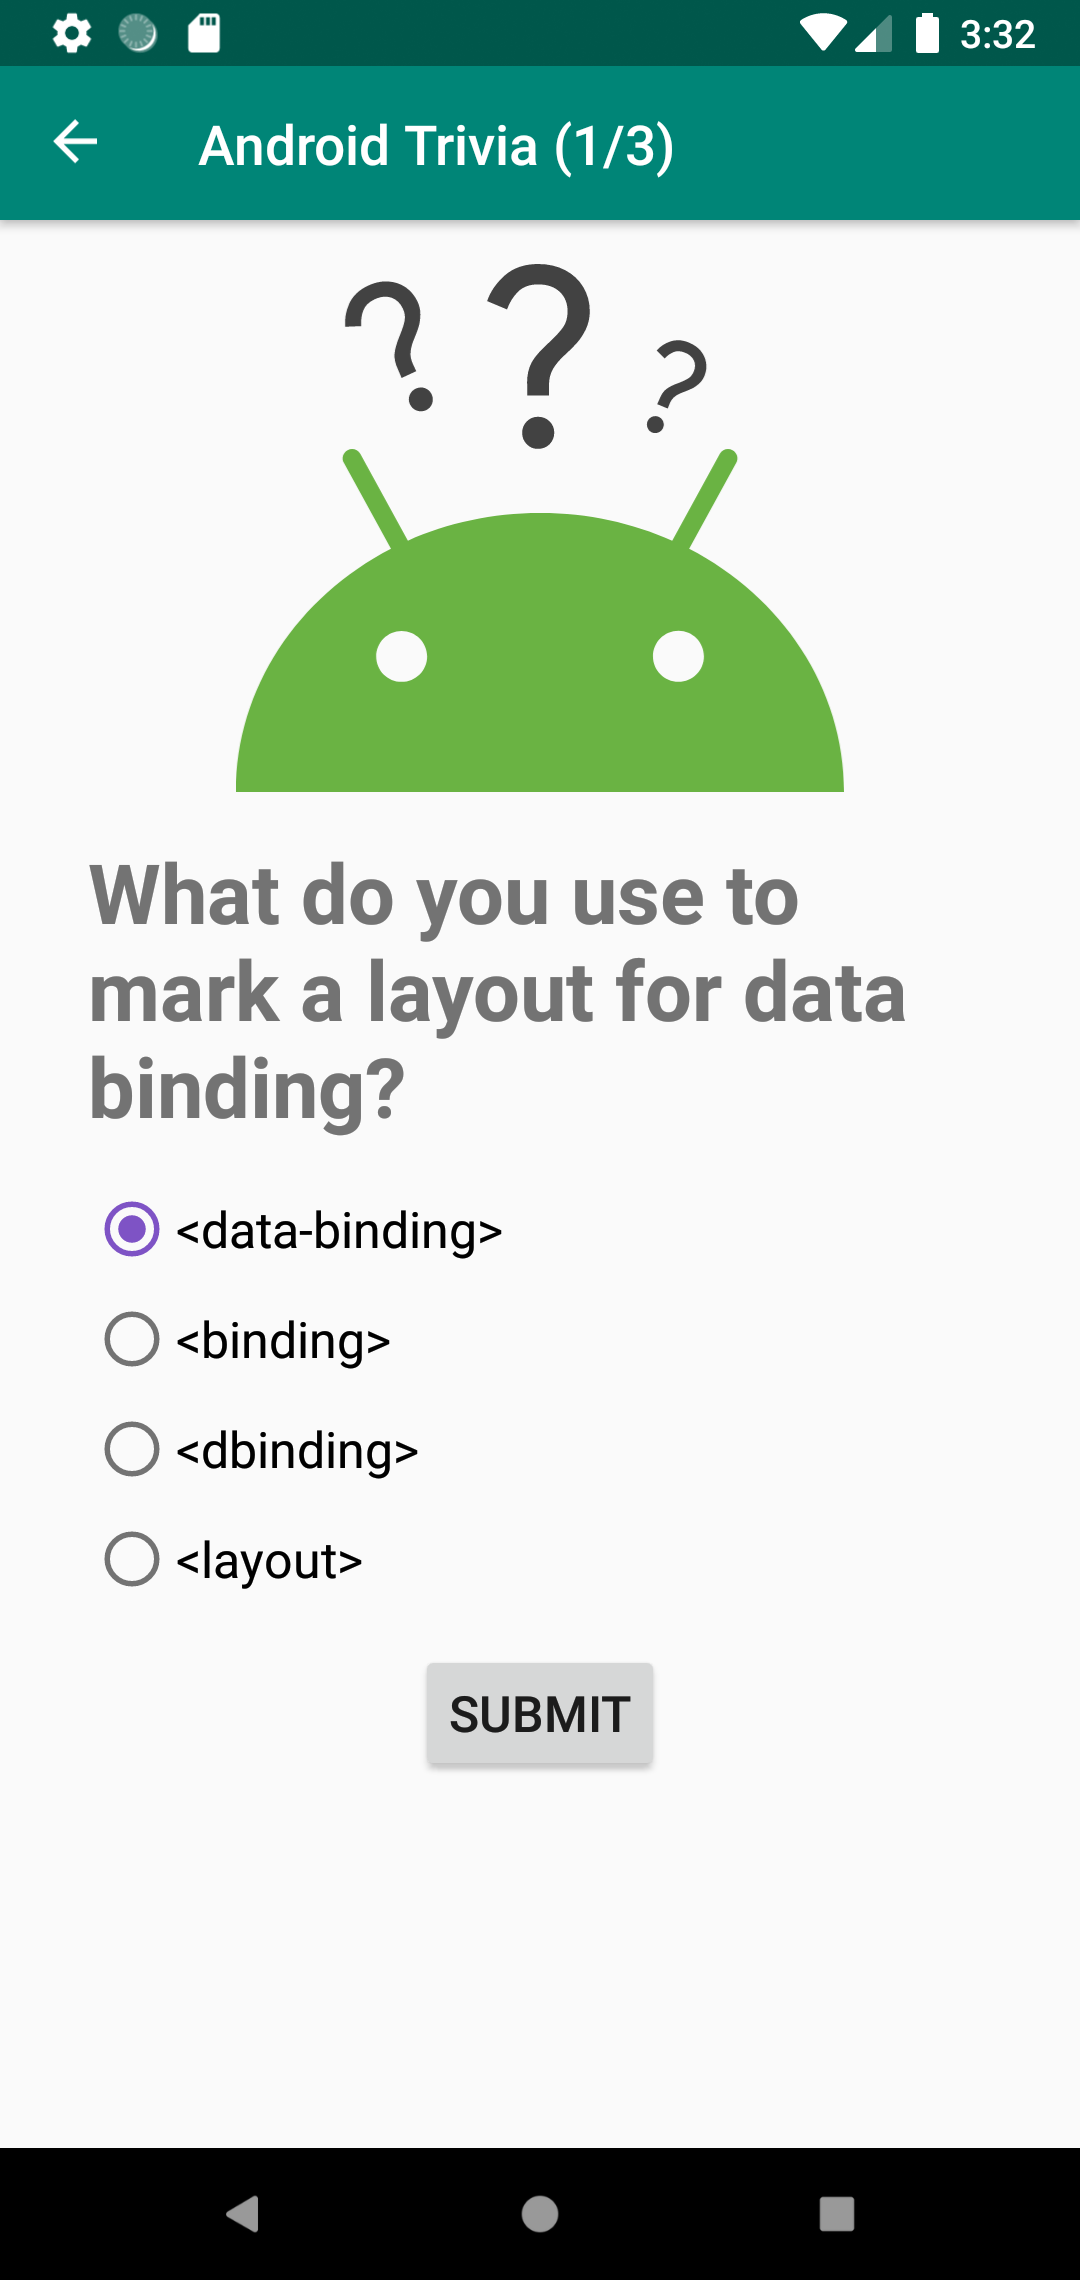 3:32
Android Trivia (1/3)
???
What do you use to
mark a layout for data
binding?
<data-binding>
<binding>
<dbinding>
<layout>
SUBMIT